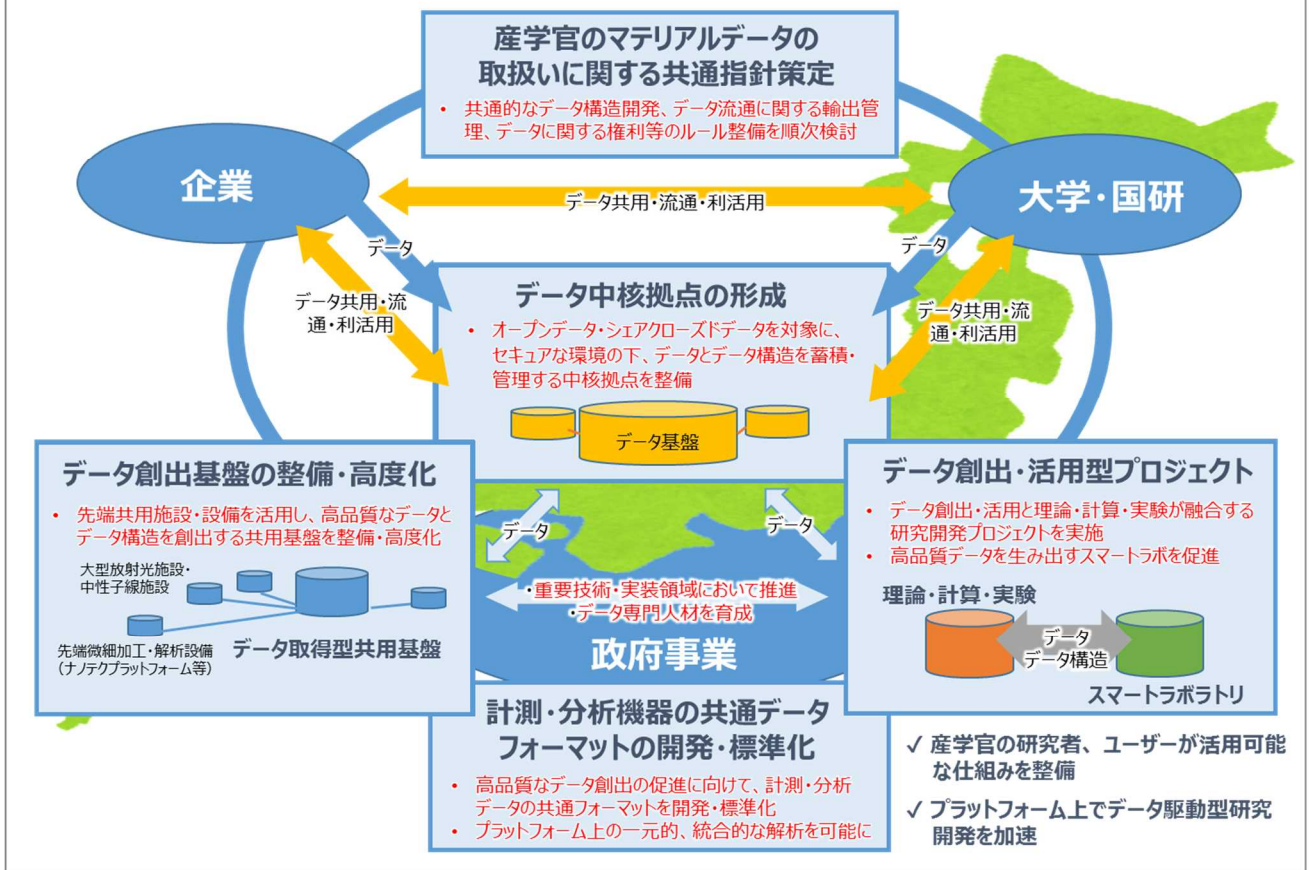 産学官のマテリアルデータの
取扱いに関する共通指針策定
• 共通的なデータ構造開発、データ流通に関する輸出管
理、データに関する権利等のルール整備を順次検討
企業
大学・国研
データ共用・流通・利活用
データ
データ
データ共用・流
通・利活用
データ共用・流
通・利活用
データ中核拠点の形成
• オープンデータ・シェアクローズドデータを対象に、
セキュアな環境の下、データとデータ構造を蓄積・
管理する中核拠点を整備
データ基盤
データ創出基盤の整備・高度化
• 先端共用施設・設備を活用し、高品質なデータと
データ構造を創出する共用基盤を整備・高度化
大型放射光施設・
中性子線施設
先端微細加工・解析設備
(ナノテクプラットフォーム等)
データ取得型共用基盤
データ
データ
・重要技術・実装領域において推進
・データ専門人材を育成
政府事業
データ創出・活用型プロジェクト
• データ創出・活用と理論・計算・実験が融合する
研究開発プロジェクトを実施
• 高品質データを生み出すスマートラボを促進
理論・計算・実験
データ
データ構造
スマートラボラトリ
計測・分析機器の共通データ
フォーマットの開発・標準化
• 高品質なデータ創出の促進に向けて、計測・分析
データの共通フォーマットを開発・標準化
• プラットフォーム上の一元的、統合的な解析を可能に
✓ 産学官の研究者、ユーザーが活用可能
な仕組みを整備
✓ プラットフォーム上でデータ駆動型研究
開発を加速